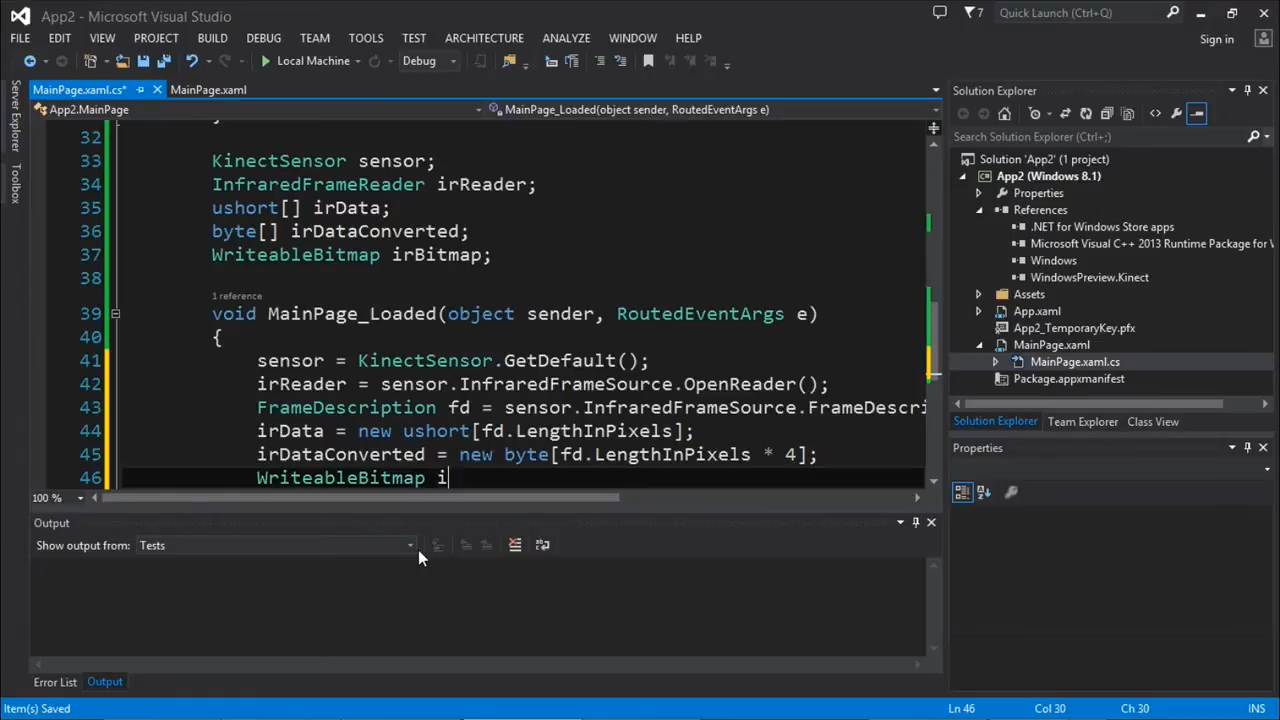 App2 - Microsoft Visual Studio
7
Quick Launch (Ctrl+Q)
FILE EDIT VIEW PROJECT BUILD DEBUG TEAM TOOLS TEST ARCHITECTURE ANALYZE WINDOW HELP
Sign in
Local Machine
Debug
Server Explorer
Toolbox
MainPage.xaml.cs*
MainPage.xaml
App2.MainPage
MainPage_Loaded(object sender, RoutedEventArgs e)
32
33 KinectSensor sensor;
34 InfraredFrameReader irReader;
35 ushort[] irData;
36 byte[] irDataConverted;
37 WriteableBitmap irBitmap;
38
1 reference
39 void MainPage_Loaded(object sender, RoutedEventArgs e)
40 {
41 sensor = KinectSensor.GetDefault();
42 irReader = sensor.InfraredFrameSource.OpenReader();
43 FrameDescription fd = sensor.InfraredFrameSource.FrameDescri
44 irData = new ushort[fd.LengthInPixels];
45 irDataConverted = new byte[fd.LengthInPixels * 4];
46 WriteableBitmap i
100 %
Output
Show output from: Tests
Error List
Output
Solution Explorer
Search Solution Explorer (Ctrl+;)
Solution 'App2' (1 project)
App2 (Windows 8.1)
Properties
References
.NET for Windows Store apps
Microsoft Visual C++ 2013 Runtime Package for W
Windows
WindowsPreview.Kinect
Assets
App.xaml
App2_TemporaryKey.pfx
MainPage.xaml
MainPage.xaml.cs
Package.appxmanifest
Solution Explorer Team Explorer Class View
Properties
Item(s) Saved
Ln 46 Col 30 Ch 30 INS